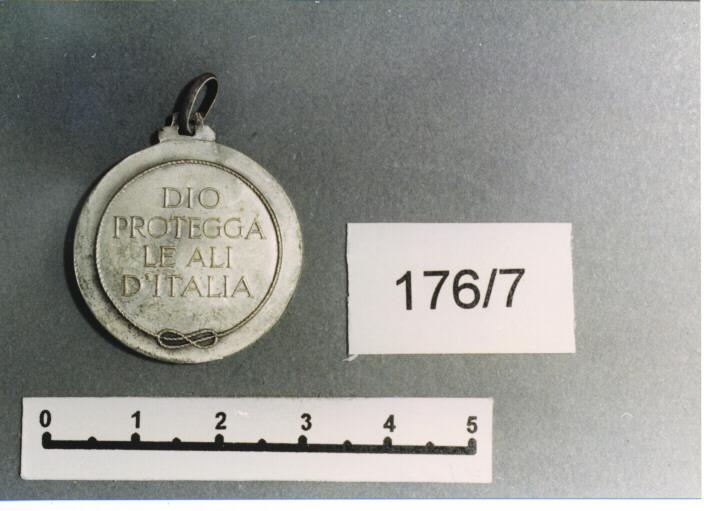 DIO
PROTEGGA
LE ALI
D'ITALIA
176/7
0 1 2 3 4 5